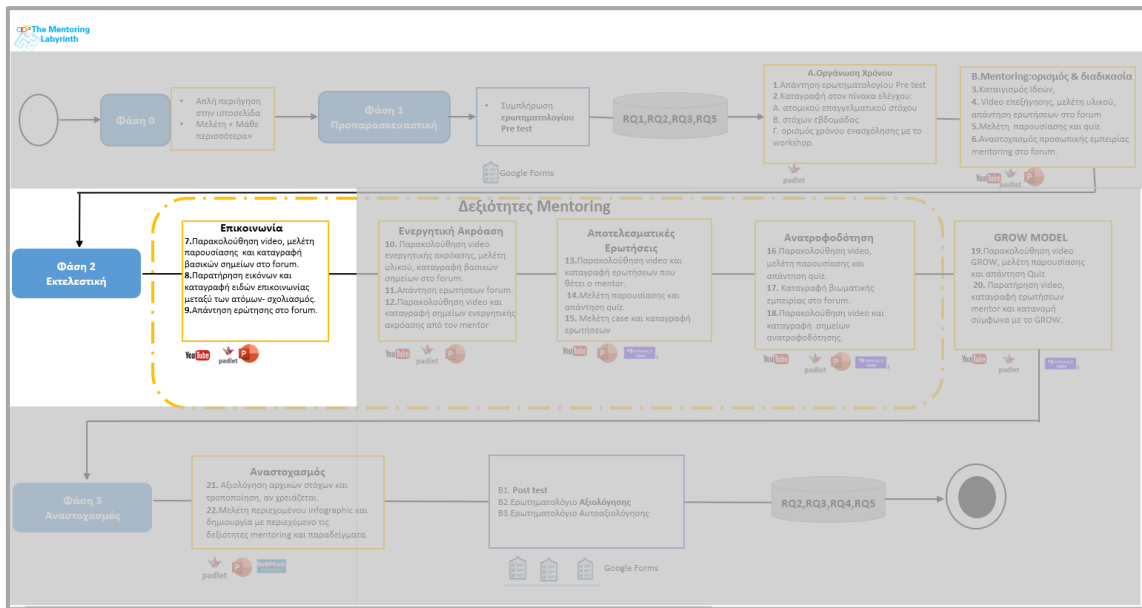 The Mentoring
Labyrinth
Φάση 0
• Απλή περιήγηση
στην ιστοσελίδα
• Μελέτη « Μάθε
περισσότερα»
Φάση 1
Προπαρασκευαστική
• Συμπλήρωση
ερωτηματολογίου
Pre test
Google Forms
RQ1,RQ2,RQ3,RQ5
Α.Οργάνωση Χρόνου
1.Απάντηση ερωτηματολογίου Pre test
2.Καταγραφή στον πίνακα ελέγχου:
Α. ατομικού επαγγελματικού στόχου
Β. στόχων εβδομάδας
Γ. ορισμός χρόνου ενασχόλησης με το
workshop.
padlet
Β.Mentoring:ορισμός & διαδικασία
3.Καταιγισμός ιδεών,
4. Video επεξήγησης, μελέτη υλικού,
απάντηση ερωτήσεων στο forum
5.Μελέτη παρουσίασης και quiz.
6.Αναστοχασμός προσωπικής εμπειρίας
mentoring στο forum.
YouTube
padlet
P
Δεξιότητες Mentoring
Φάση 2
Εκτελεστική
Επικοινωνία
7.Παρακολούθηση video, μελέτη
παρουσίασης και καταγραφή
βασικών σημείων στο forum.
8.Παρατήρηση εικόνων και
καταγραφή ειδών επικοινωνίας
μεταξύ των ατόμων- σχολιασμός.
9.Απάντηση ερώτησης στο forum.
YouTube
padlet
P
Ενεργητική Ακρόαση
10. Παρακολούθηση video
ενεργητικής ακρόασης, μελέτη
υλικού, καταγραφή βασικών
σημείων στο forum.
11.Απάντηση ερωτήσεων forum.
12.Παρακολούθηση video και
καταγραφή σημείων ενεργητικής
ακρόασης από τον mentor
YouTube
padlet
P
Αποτελεσματικές
Ερωτήσεις
13.Παρακολούθηση video και
καταγραφή ερωτήσεων που
θέτει ο mentor.
14.Μελέτη παρουσίασης και
απάντηση quiz.
15. Μελέτη case και καταγραφή
ερωτήσεων
YouTube
padlet
P
Ανατροφοδότηση
16.Παρακολούθηση video,
μελέτη παρουσίασης και
απάντηση quiz.
17. Καταγραφή βιωματικής
εμπειρίας στο forum.
18.Παρακολούθηση video και
καταγραφή σημείων
ανατροφοδότησης.
YouTube
padlet
P
GROW MODEL
19.Παρακολούθηση video
GROW, μελέτη παρουσίασης
και απάντηση Quiz
20. Παρατήρηση video,
καταγραφή ερωτήσεων
mentor και κατανομή
σύμφωνα με το GROW.
YouTube
padlet
Φάση 3
Αναστοχασμός
Αναστοχασμός
21. Αξιολόγηση αρχικών στόχων και
τροποποίηση, αν χρειάζεται.
22.Μελέτη περιεχομένου infographic και
δημιουργία με περιεχόμενο τις
δεξιότητες mentoring και παραδείγματα.
padlet
P
Β1. Post test
Β2.Ερωτηματολόγιο Αξιολόγησης
Β3.Ερωτηματολόγιο Αυτοαξιολόγησης
Google Forms
RQ2,RQ3,RQ4,RQ5